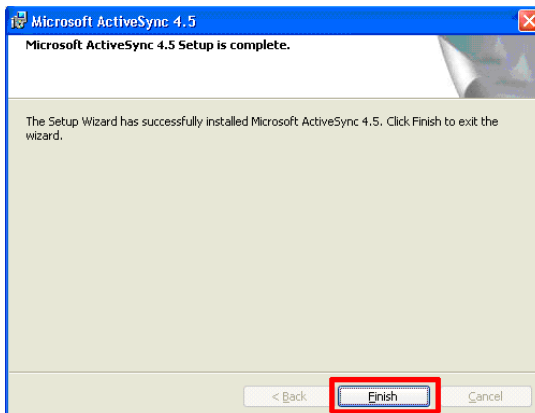 Microsoft ActiveSync 4.5
Microsoft ActiveSync 4.5 Setup is complete.
The Setup Wizard has successfully installed Microsoft ActiveSync 4.5. Click Finish to exit the
wizard.
< Back Finish Cancel